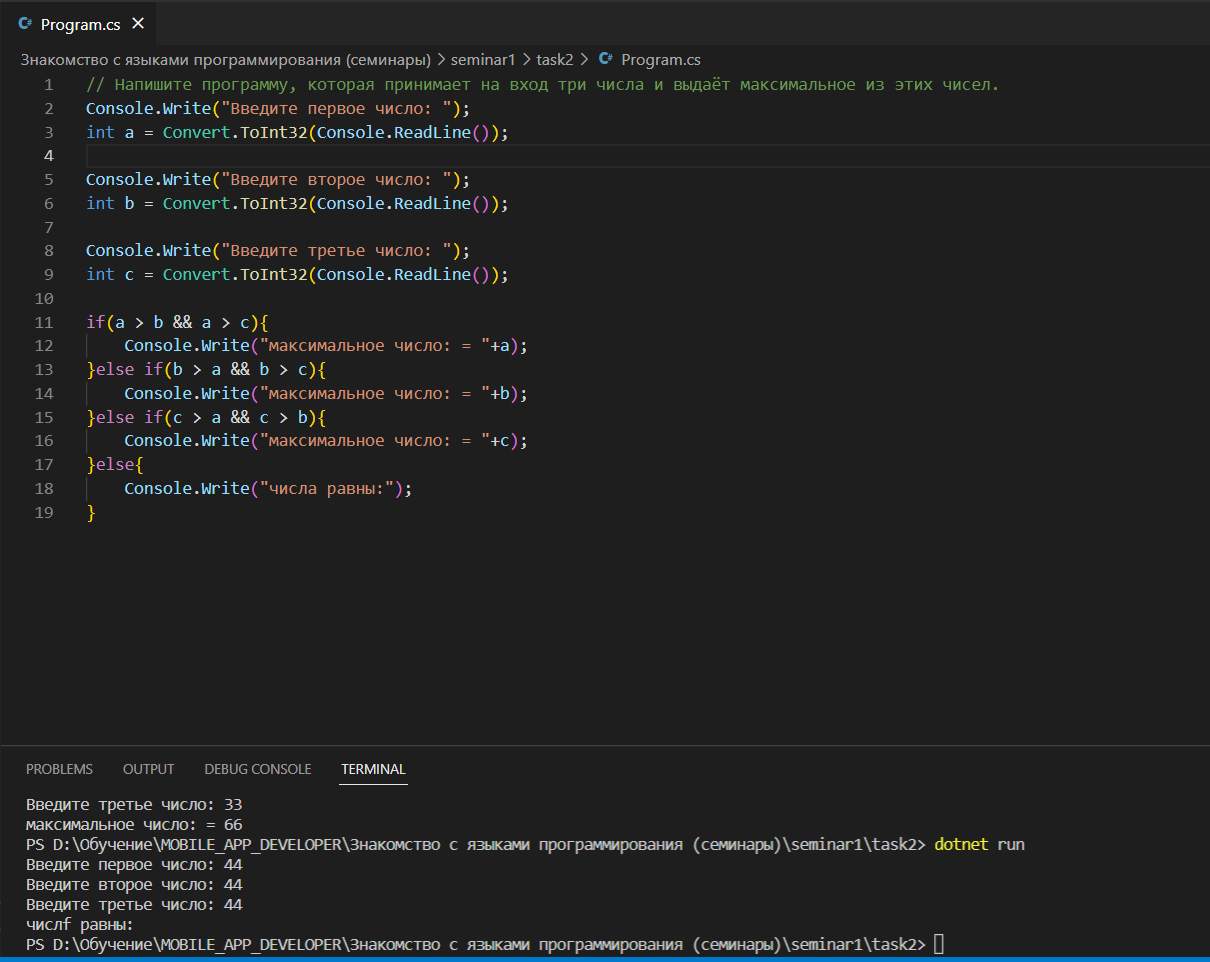 C# Program.cs ×
Знакомство с языками программирования (семинары) > seminar1 > task2 > C# Program.cs
1 // Напишите программу, которая принимает на вход три числа и выдаёт максимальное из этих чисел.
2 Console.Write("Введите первое число: ");
3 int a = Convert.ToInt32(Console.ReadLine());
4
5 Console.Write("Введите второе число: ");
6 int b = Convert.ToInt32(Console.ReadLine());
7
8 Console.Write("Введите третье число: ");
9 int c = Convert.ToInt32(Console.ReadLine());
10
11 if(a > b && a > c){
12 Console.Write("максимальное число: = "+a);
13 }else if(b > a && b > c){
14 Console.Write("максимальное число: = "+b);
15 }else if(c > a && c > b){
16 Console.Write("максимальное число: = "+c);
17 }else{
18 Console.Write("числа равны:");
19 }
PROBLEMS OUTPUT DEBUG CONSOLE TERMINAL
Введите третье число: 33
максимальное число: = 66
PS D:\Обучение\MOBILE_APP_DEVELOPER\Знакомство с языками программирования (семинары)\seminar1\task2> dotnet run
Введите первое число: 44
Введите второе число: 44
Введите третье число: 44
числf равны:
PS D:\Обучение\MOBILE_APP_DEVELOPER\Знакомство с языками программирования (семинары)\seminar1\task2>